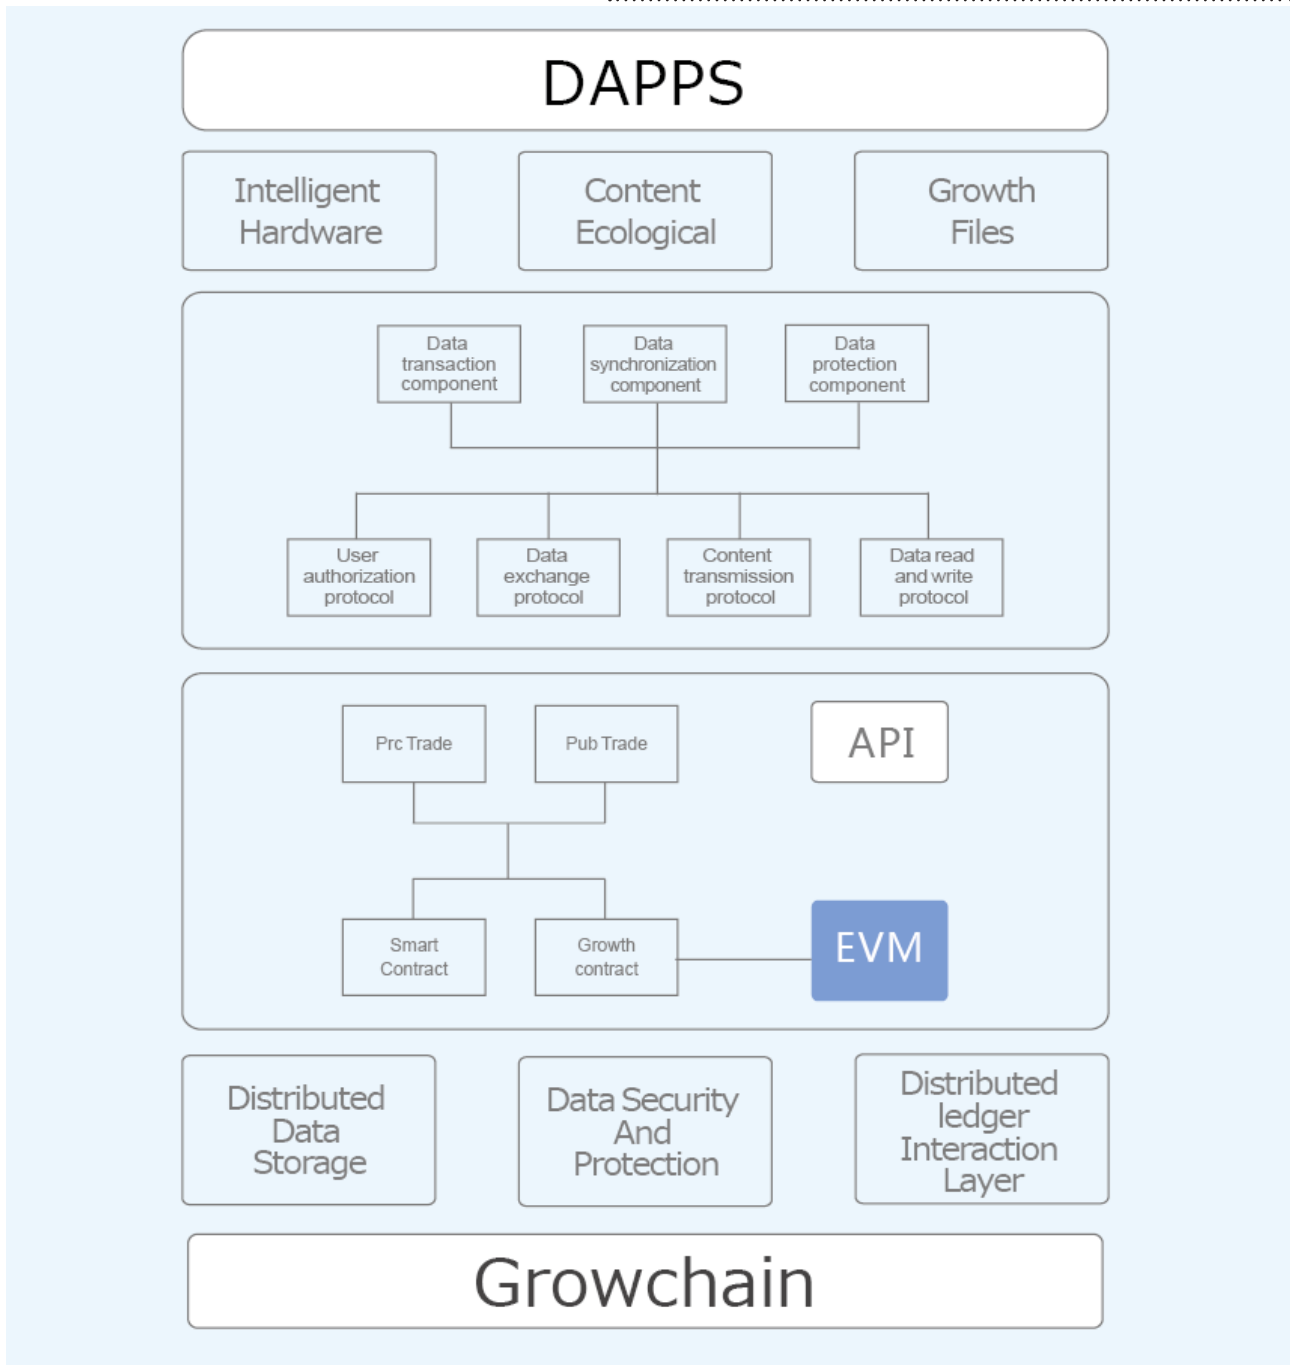 DAPPS
Intelligent
Hardware
Content
Ecological
Growth
Files
Data
transaction
component
Data
synchronization
component
Data
protection
component
User
authorization
protocol
Data
exchange
protocol
Content
transmission
protocol
Data read
and write
protocol
Prc Trade
Pub Trade
API
Smart
Contract
Growth
contract
EVM
Distributed
Data
Storage
Data Security
And
Protection
Distributed
ledger
Interaction
Layer
Growchain